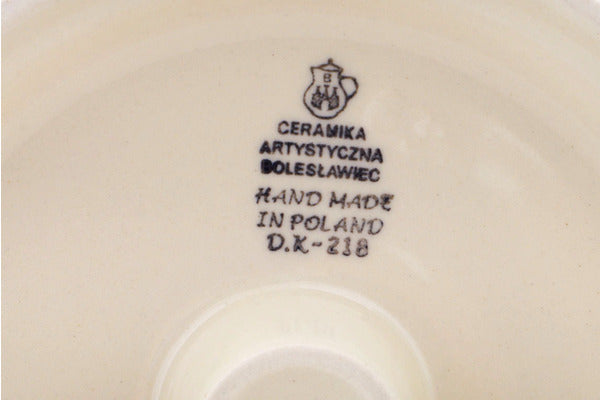 B
CERAMIKA
ARTYSTYCZNA
BOLESŁAWIEC
HAND MADE
IN POLAND
D.K-218